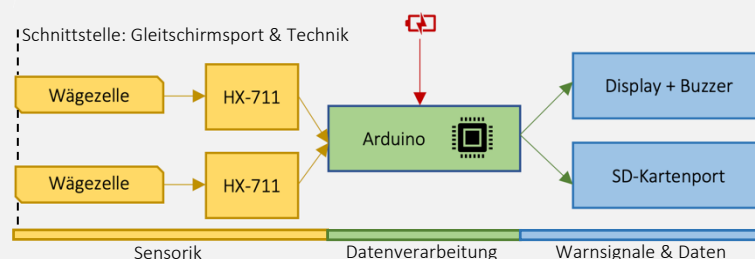 Schnittstelle: Gleitschirmsport & Technik
Wägezelle
HX-711
Wägezelle
HX-711
Arduino
Display + Buzzer
SD-Kartenport
Sensorik
Datenverarbeitung
Warnsignale & Daten